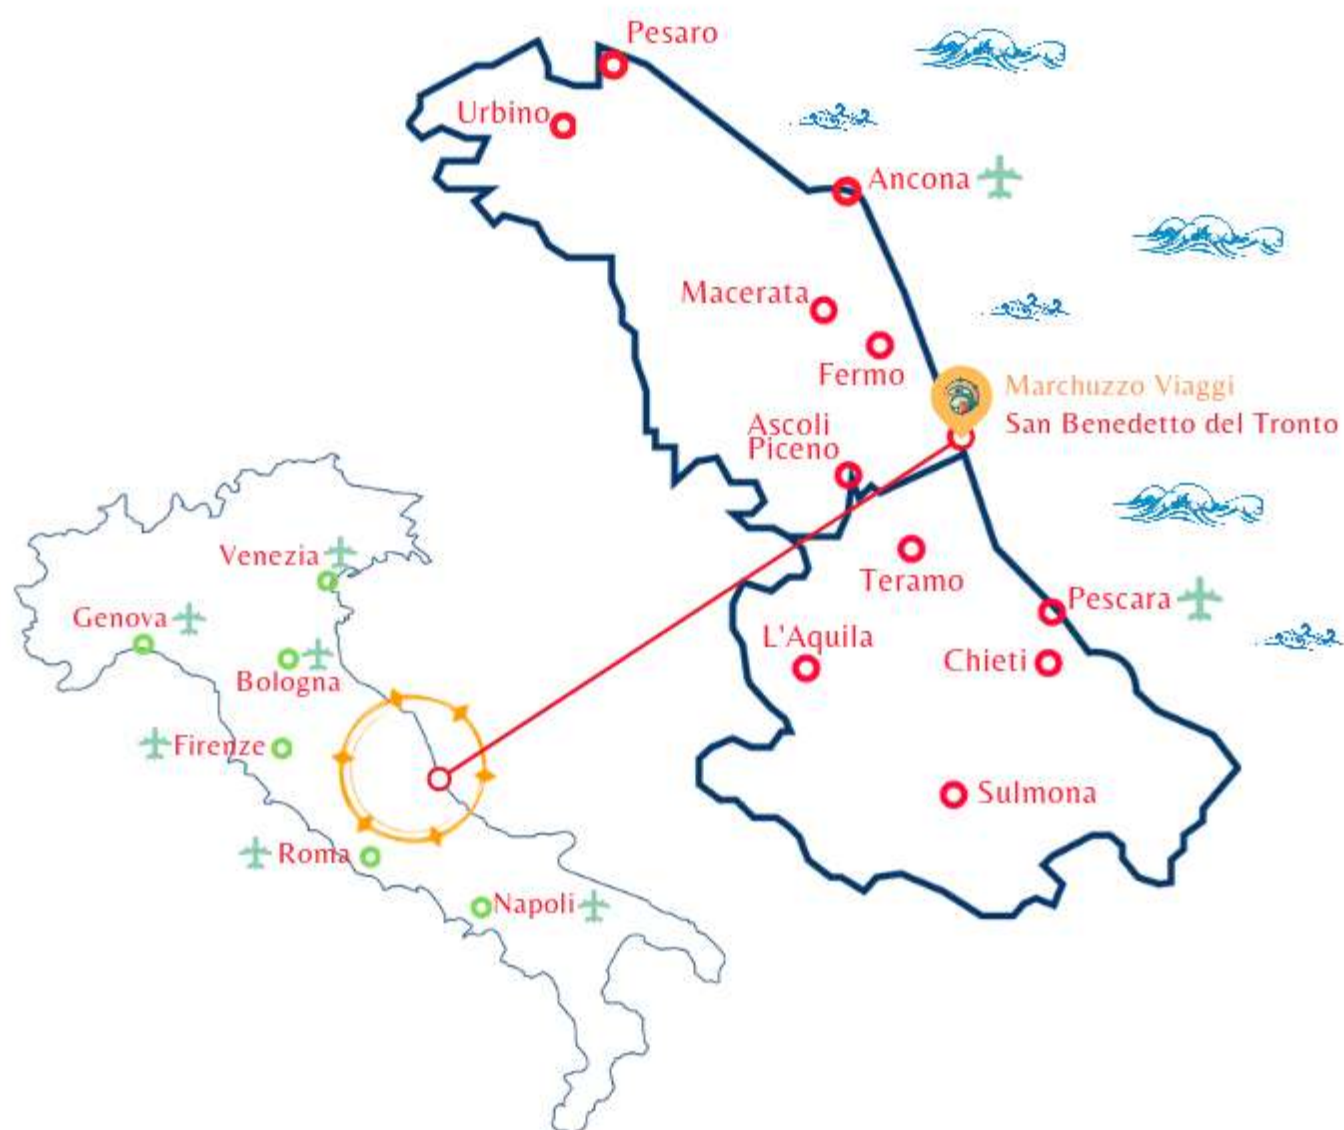 Pesaro
Urbino
Ancona
Macerata
Fermo
Marchuzzo Viaggi
San Benedetto del Tronto
Ascoli
Piceno
Teramo
Pescara
L'Aquila
Chieti
Sulmona
Venezia
Genova
Bologna
Firenze
Roma
Napoli